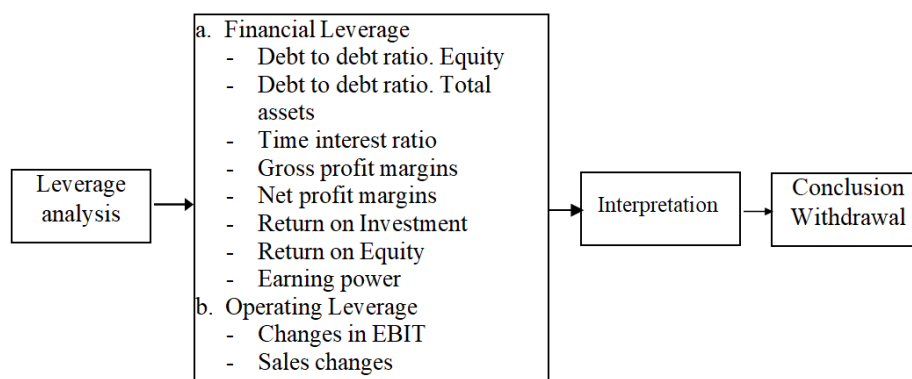 Leverage
analysis
a. Financial Leverage
- Debt to debt ratio. Equity
- Debt to debt ratio. Total
assets
- Time interest ratio
- Gross profit margins
- Net profit margins
- Return on Investment
- Return on Equity
- Earning power
b. Operating Leverage
- Changes in EBIT
- Sales changes
Interpretation
Conclusion
Withdrawal